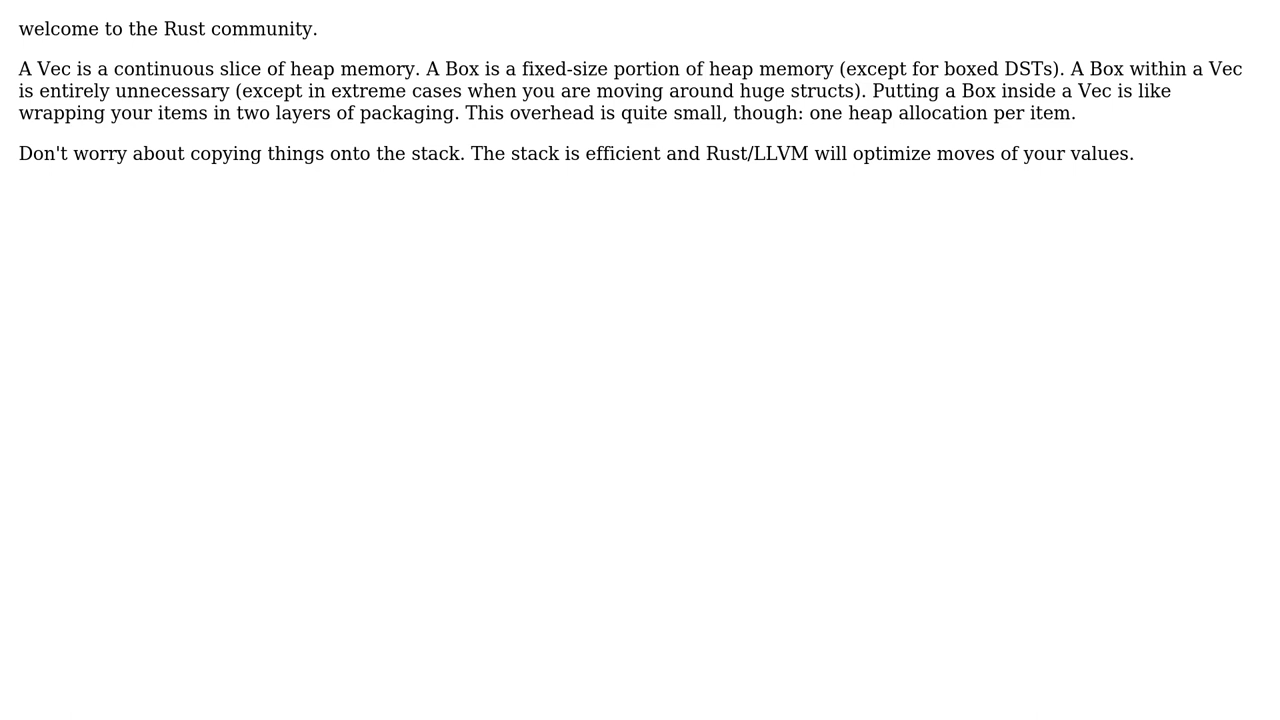 welcome to the Rust community.
A Vec is a continuous slice of heap memory. A Box is a fixed-size portion of heap memory (except for boxed DSTs). A Box within a Vec
is entirely unnecessary (except in extreme cases when you are moving around huge structs). Putting a Box inside a Vec is like
wrapping your items in two layers of packaging. This overhead is quite small, though: one heap allocation per item.
Don't worry about copying things onto the stack. The stack is efficient and Rust/LLVM will optimize moves of your values.